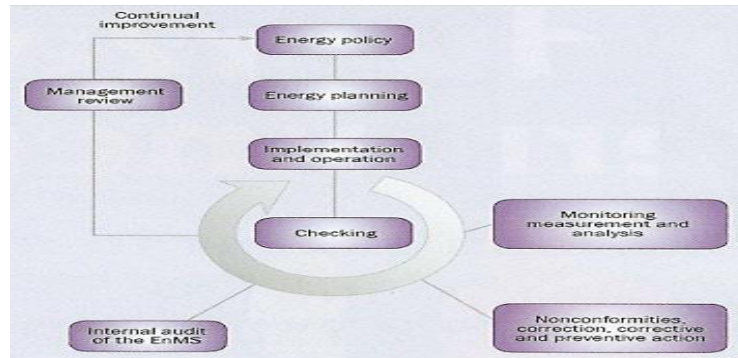 Continual
improvement
Energy policy
Management
review
Energy planning
Implementation
and operation
Checking
Monitoring
measurement and
analysis
Internal audit
of the EnMS
Nonconformities,
correction, corrective
and preventive action